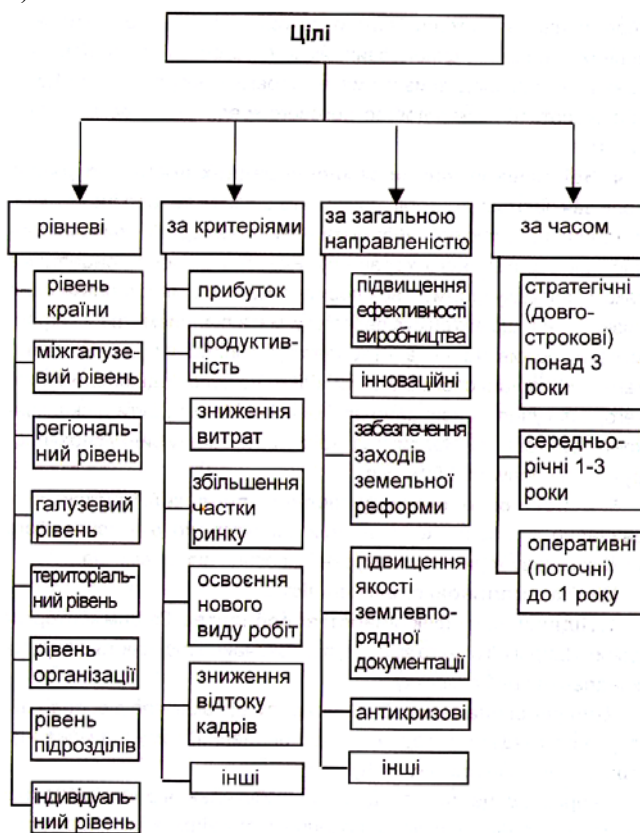 Цілі
рівневі
рівень
країни
міжгалузе-
вий рівень
регіональ-
ний рівень
галузевий
рівень
територіаль-
ний рівень
рівень
організації
рівень
підрозділів
індивідуаль-
ний рівень
за критеріями
прибуток
продуктив-
ність
зниження
витрат
збільшення
частки
ринку
освоєння
нового
виду робіт
зниження
відтоку
кадрів
інші
за загальною
направленістю
підвищення
ефективності
виробництва
інноваційні
забезпечення
заходів
земельної
реформи
підвищення
якості
землевпо-
рядної
документації
антикризові
інші
за часом
стратегічні
(довго-
строкові)
понад 3
роки
середньо-
річні 1-3
роки
оперативні
(поточні)
до 1 року